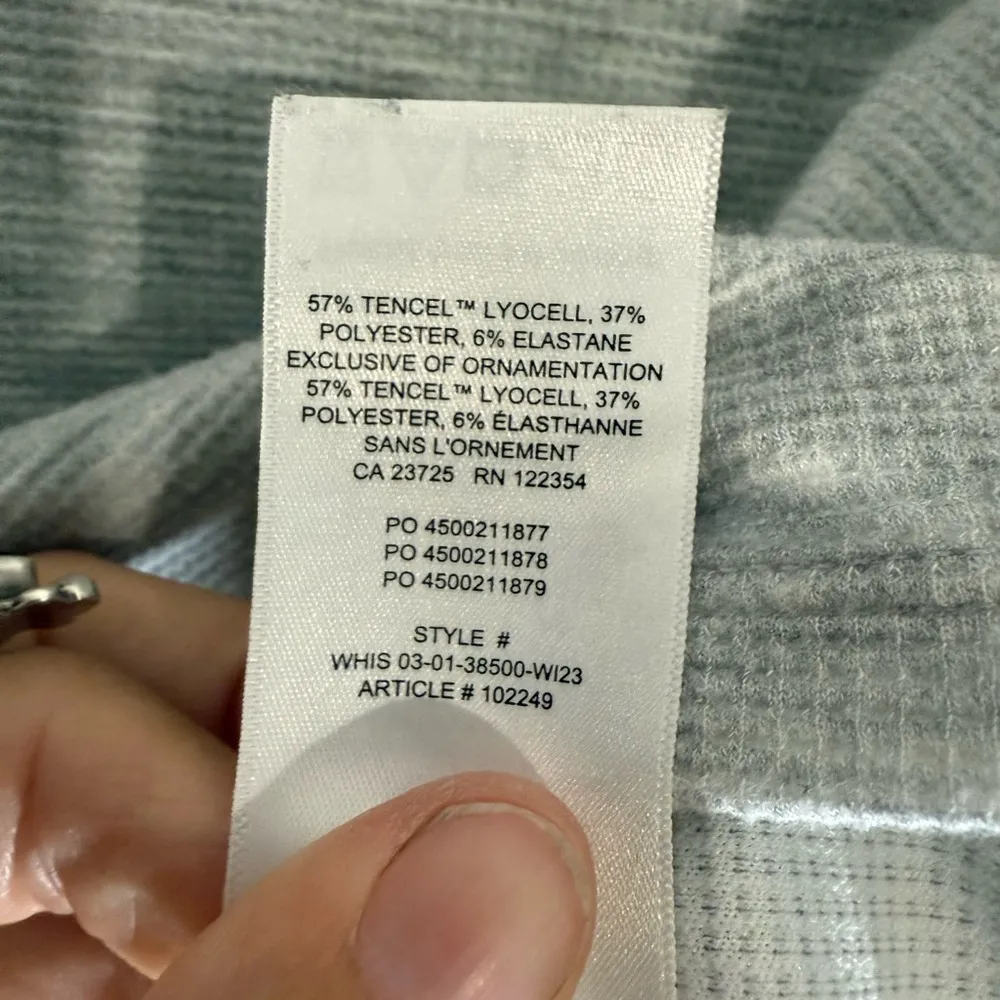 57% TENCEL™ LYOCELL, 37%
POLYESTER, 6% ELASTANE
EXCLUSIVE OF ORNAMENTATION
57% TENCEL™ LYOCELL, 37%
POLYESTER, 6% ÉLASTHANNE
SANS L'ORNEMENT
CA 23725 RN 122354
PO 4500211877
PO 4500211878
PO 4500211879
STYLE #
WHIS 03-01-38500-WI23
ARTICLE # 102249